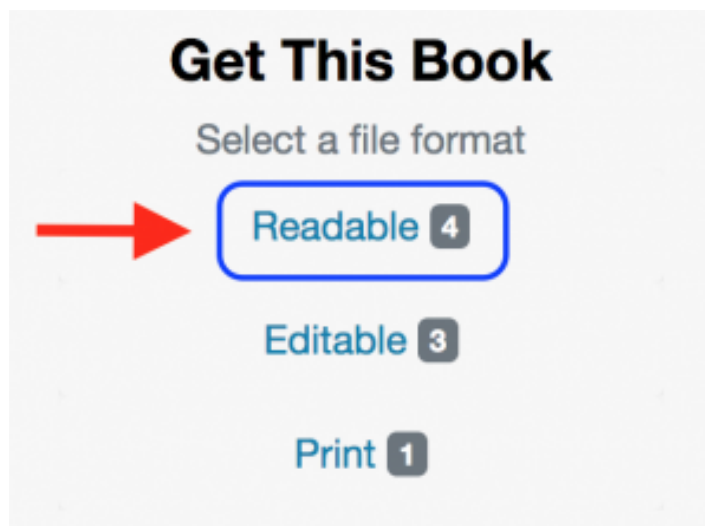 Get This Book
Select a file format
Readable 4
Editable 3
Print 1